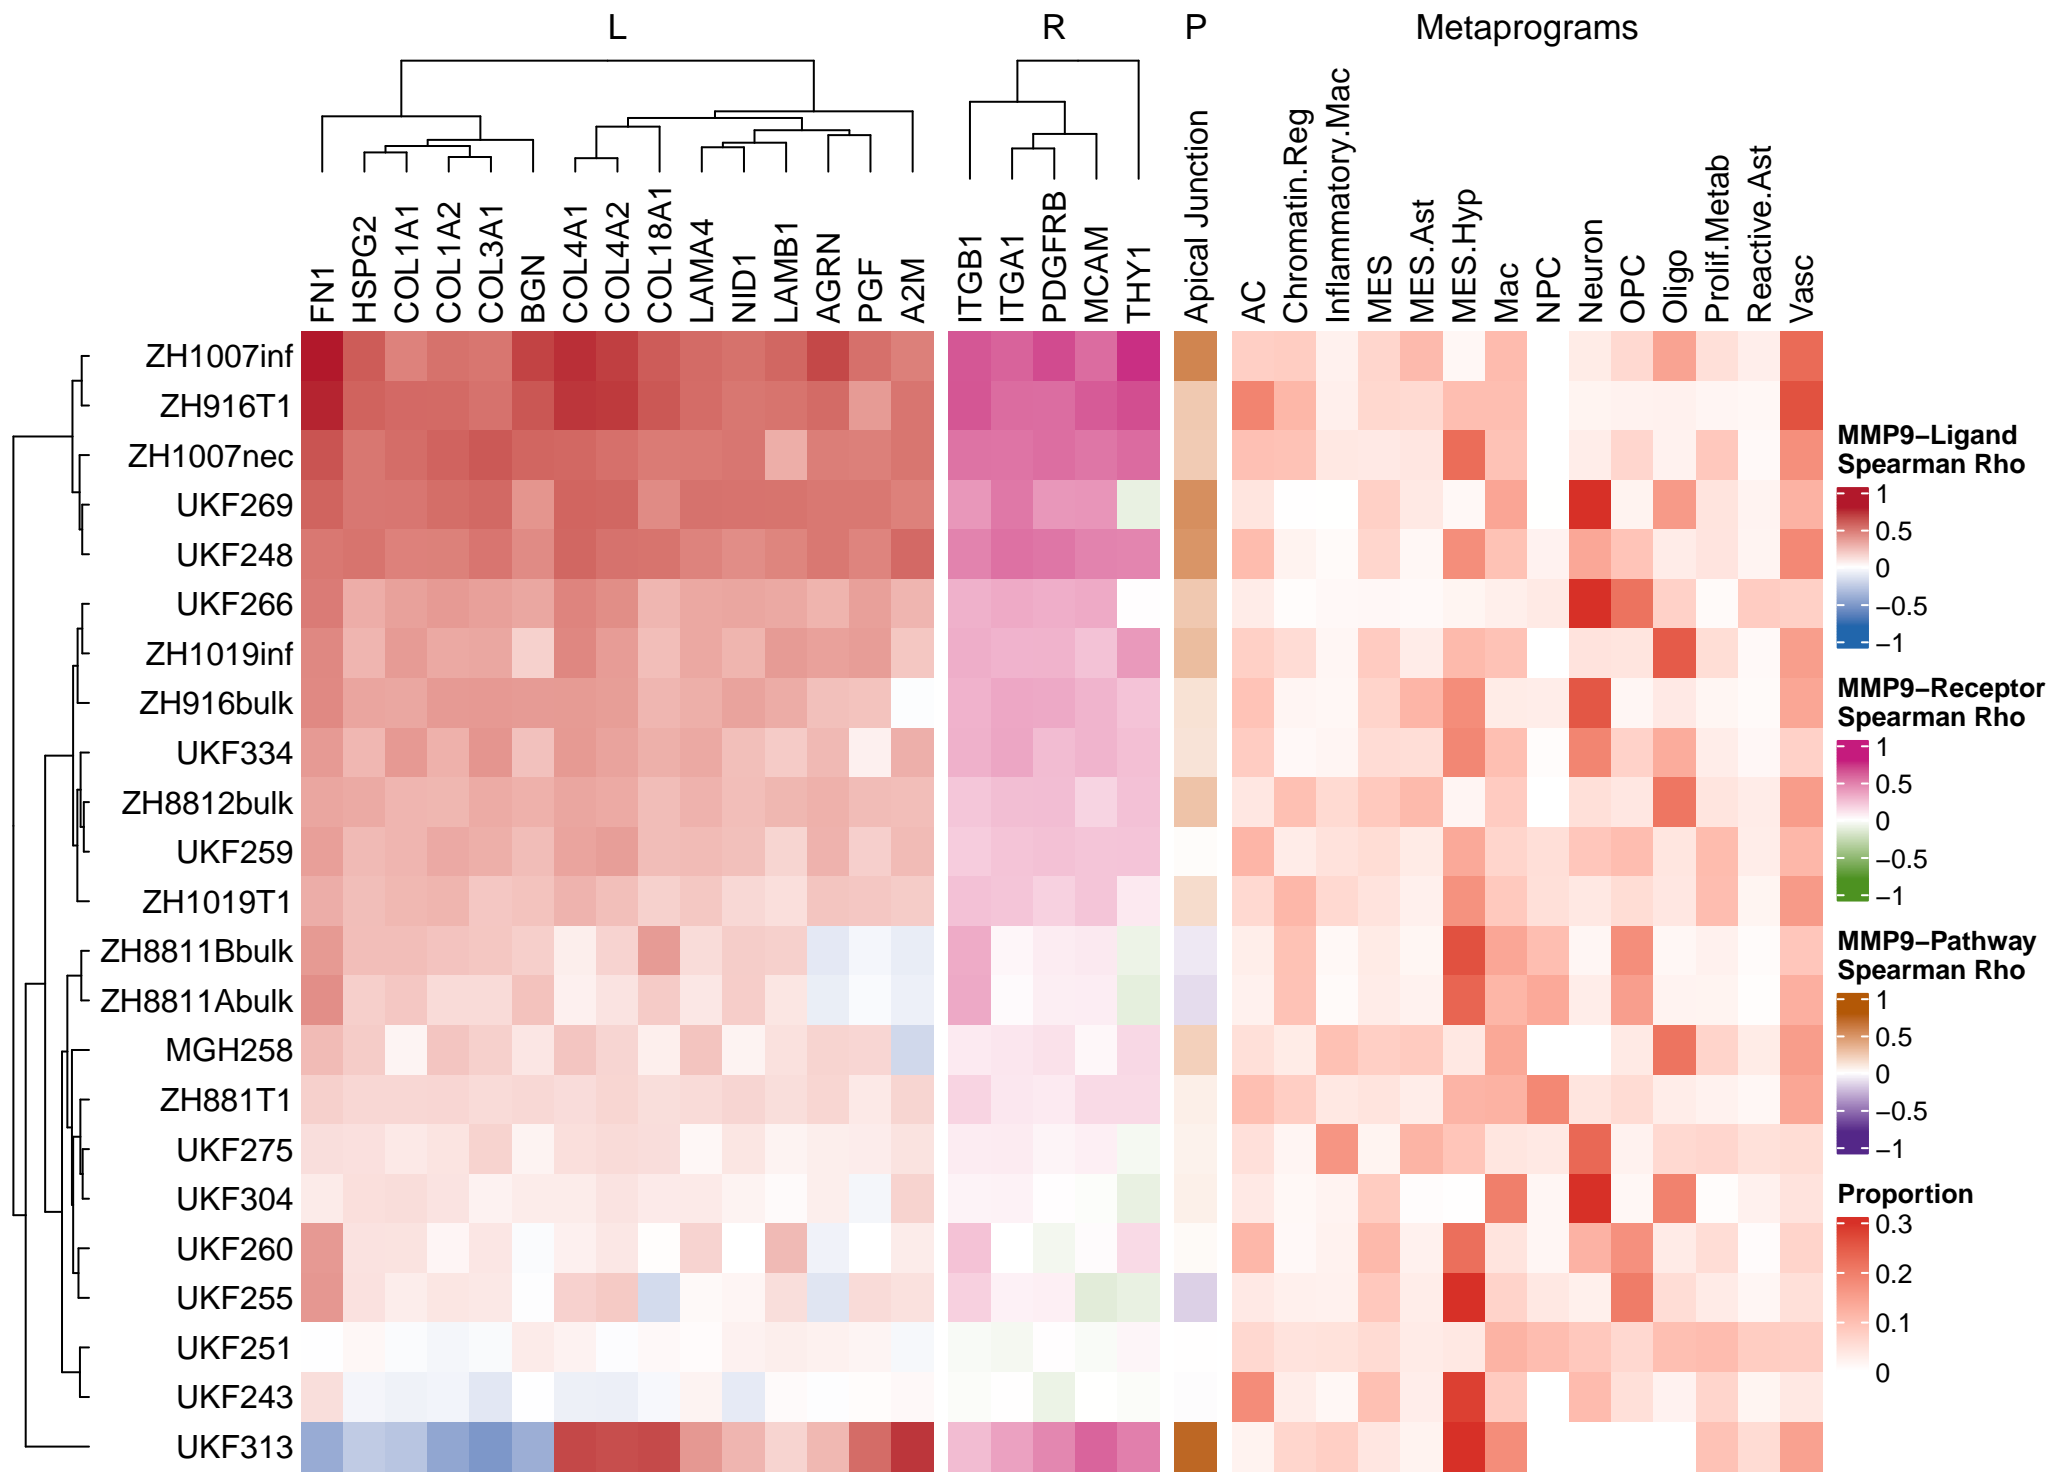 L
R
P
Metaprograms
FN1
HSPG2
COL1A1
COL1A2
COL3A1
BGN
COL4A1
COL4A2
COL18A1
LAMA4
NID1
LAMB1
AGRN
PGF
A2M
ITGB1
ITGA1
PDGFRB
MCAM
THY1
Apical Junction
AC
Chromatin.Reg
Inflammatory.Mac
MES
MES.Ast
MES.Hyp
Mac
NPC
Neuron
OPC
Oligo
Prolif.Metab
Reactive.Ast
Vasc
ZH1007inf
ZH916T1
ZH1007nec
UKF269
UKF248
UKF266
ZH1019inf
ZH916bulk
UKF334
ZH8812bulk
UKF259
ZH1019T1
ZH8811Bbulk
ZH8811Abulk
MGH258
ZH881T1
UKF275
UKF304
UKF260
UKF255
UKF251
UKF243
UKF313
MMP9−Ligand
Spearman Rho
1
0.5
0
−0.5
−1
MMP9−Receptor
Spearman Rho
1
0.5
0
−0.5
−1
MMP9−Pathway
Spearman Rho
1
0.5
0
−0.5
−1
Proportion
0.3
0.2
0.1
0